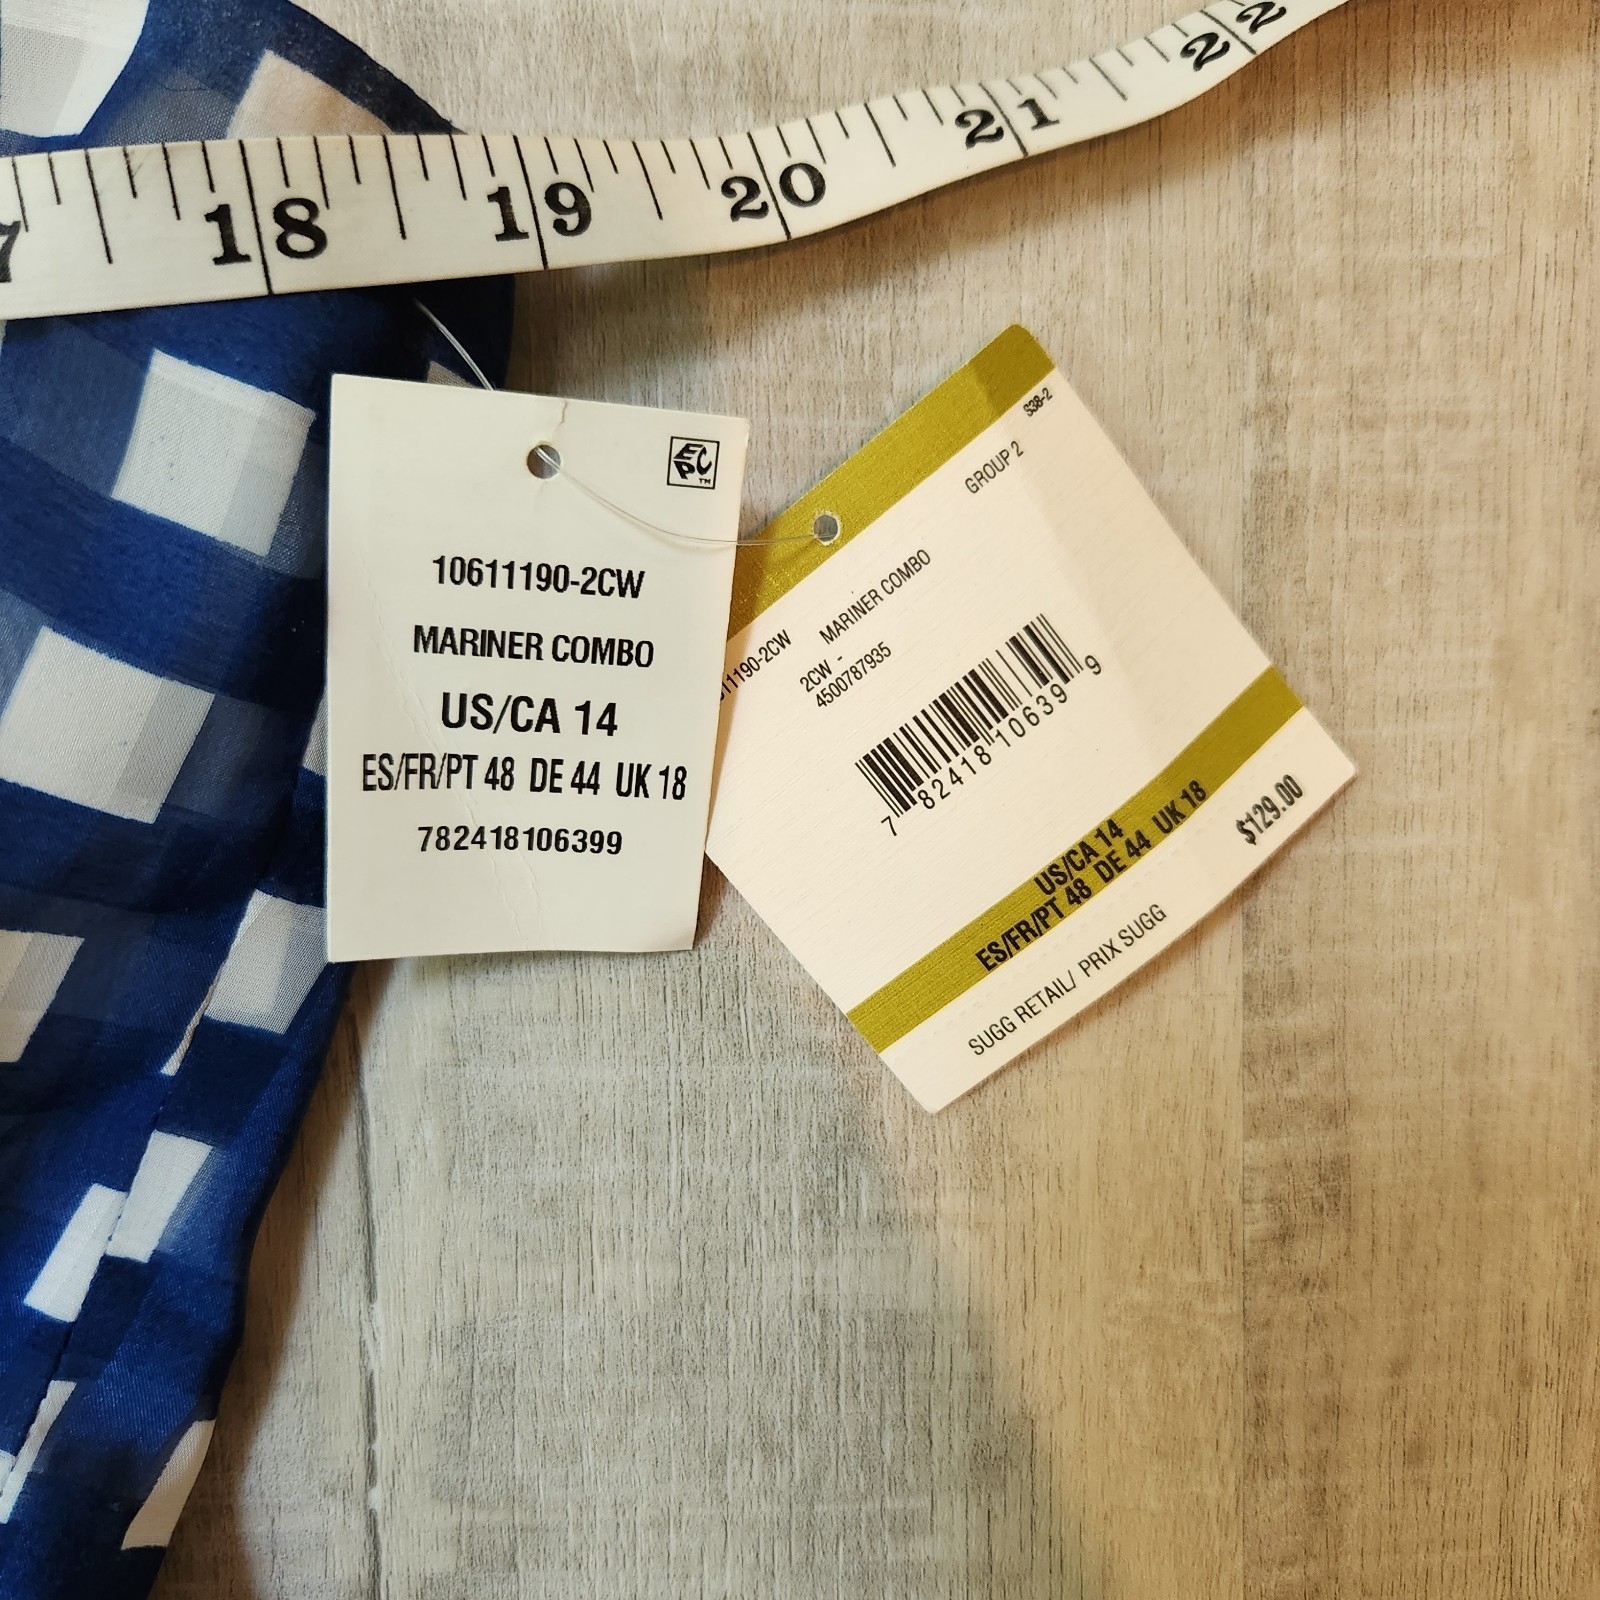 7
18
19
20
21
22
EPC™
10611190-2CW
MARINER COMBO
US/CA 14
ES/FR/PT 48 DE 44 UK 18
782418106399
S38-2
GROUP 2
11190-2CW MARINER COMBO
2CW -
4500787935
7 82418 10639 9
US/CA 14
ES/FR/PT 48 DE 44 UK 18
$129.00
SUGG RETAIL/ PRIX SUGG